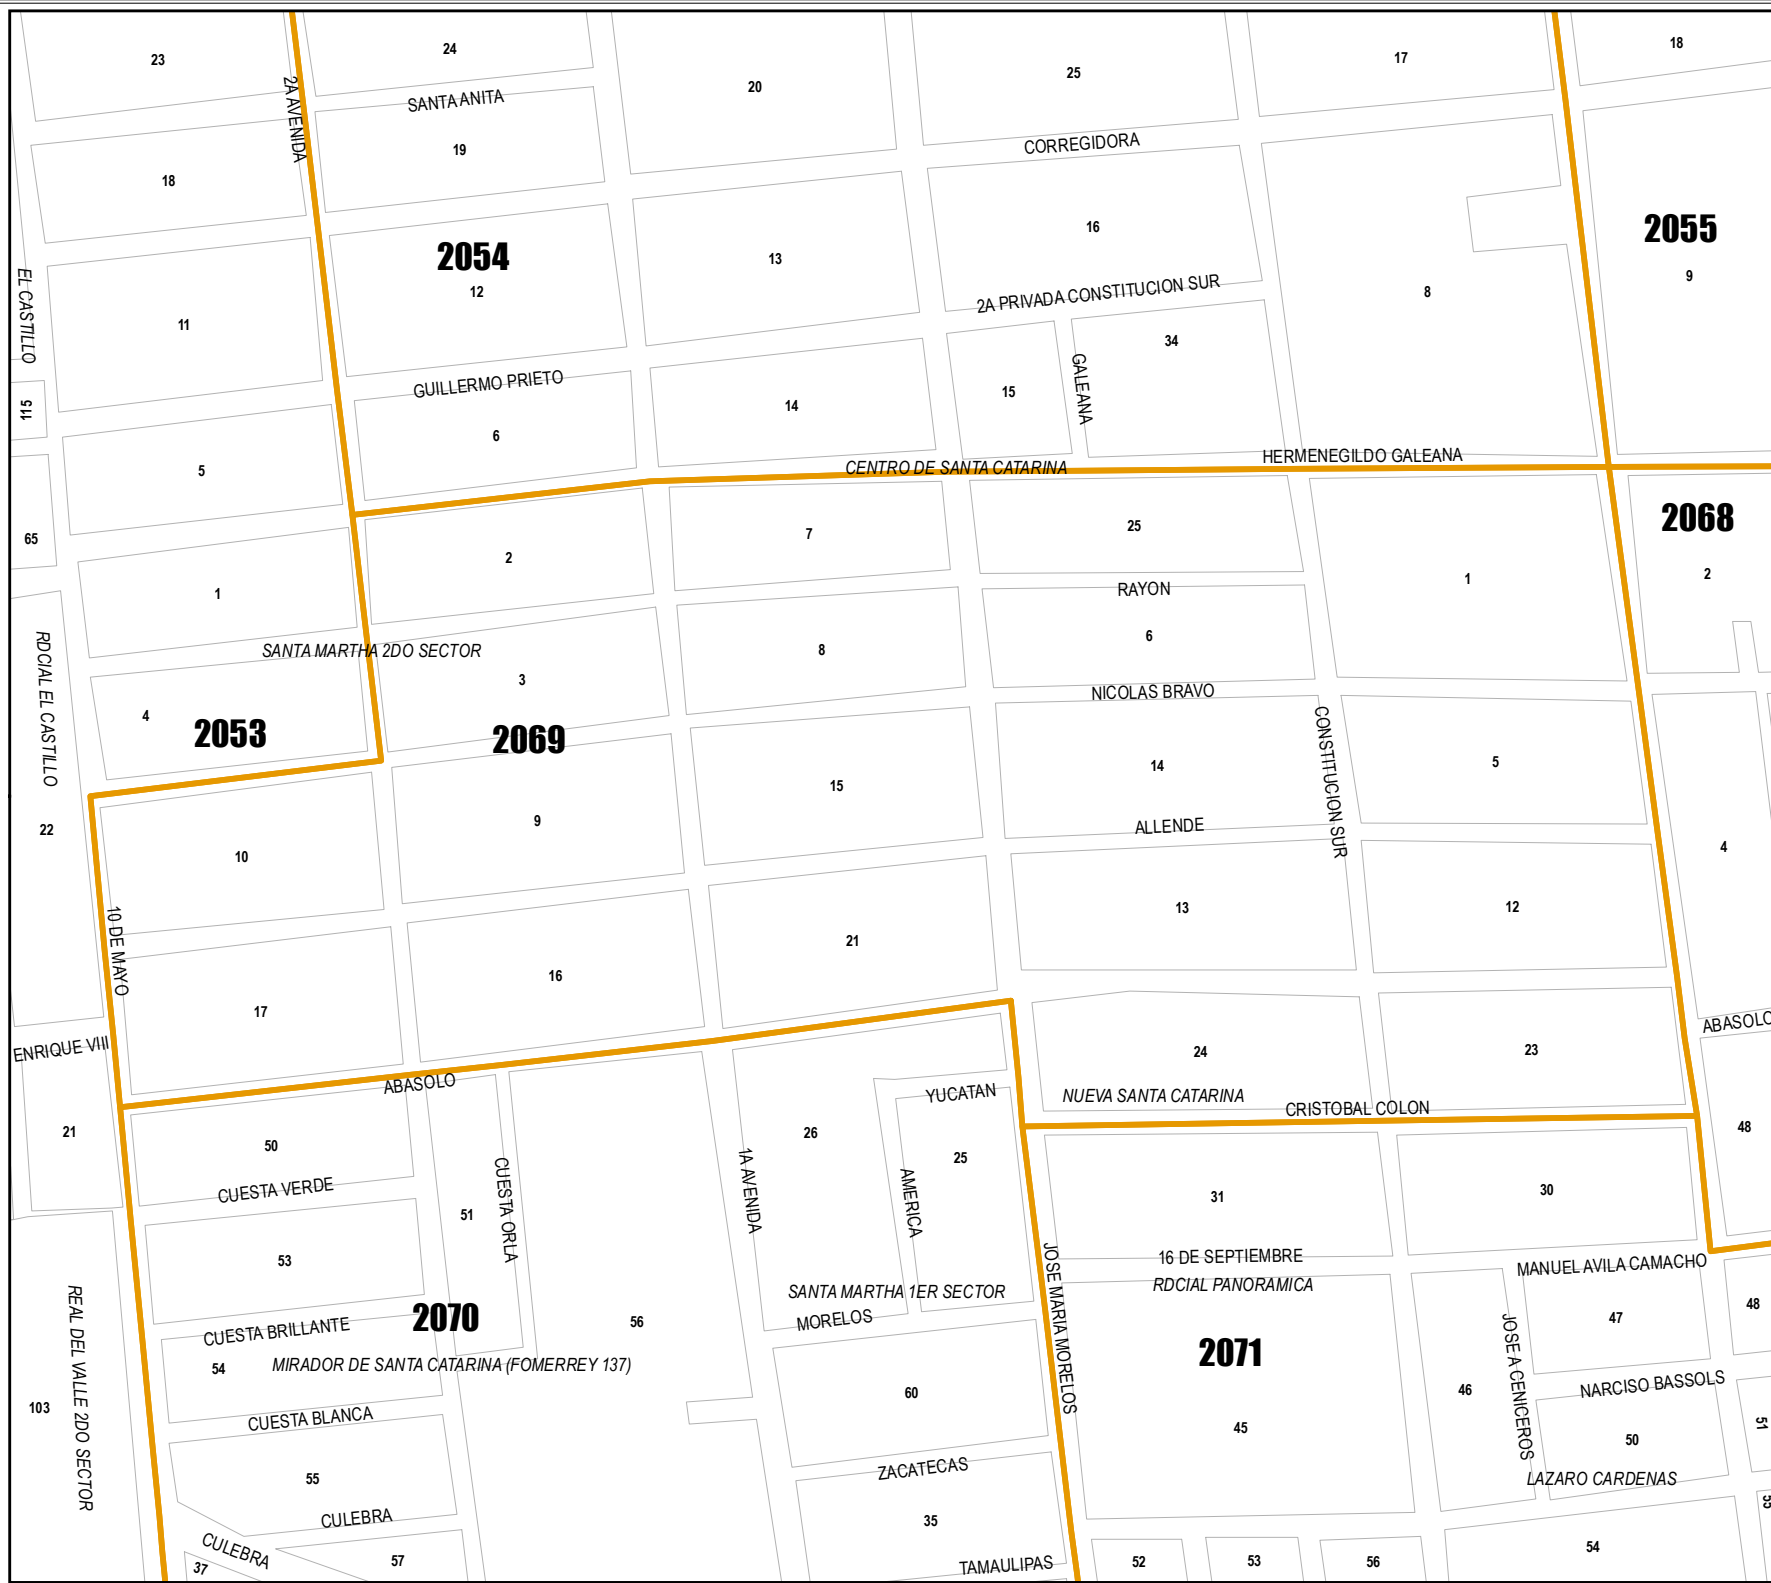 23
24
20
25
17
18
2A AVENIDA
SANTA ANITA
19
18
CORREGIDORA
16
2055
2054
12
13
9
8
2A PRIVADA CONSTITUCION SUR
EL CASTILLO
11
34
GALEANA
GUILLERMO PRIETO
15
115
14
6
5
CENTRO DE SANTA CATARINA
HERMENEGILDO GALEANA
2068
65
25
7
2
1
2
1
RAYON
SANTA MARTHA 2DO SECTOR
6
8
3
RDCIAL EL CASTILLO
NICOLAS BRAVO
4
2053
2069
CONSTITUCION SUR
14
5
15
22
9
ALLENDE
10
4
13
12
10 DE MAYO
21
16
17
ABASOLO
ENRIQUE VIII
24
23
ABASOLO
YUCATAN
NUEVA SANTA CATARINA
CRISTOBAL COLON
21
50
26
25
48
CUESTA VERDE
CUESTA ORLA
1A AVENIDA
AMERICA
31
30
51
53
16 DE SEPTIEMBRE
MANUEL AVILA CAMACHO
RDCIAL PANORAMICA
SANTA MARTHA 1ER SECTOR
JOSE MARIA MORELOS
MORELOS
REAL DEL VALLE 2DO SECTOR
CUESTA BRILLANTE
2070
56
47
48
2071
JOSE A CENICEROS
54
MIRADOR DE SANTA CATARINA (FOMERREY 137)
60
46
NARCISO BASSOLS
103
CUESTA BLANCA
45
50
51
ZACATECAS
55
LAZARO CARDENAS
CULEBRA
35
CULEBRA
37
57
TAMAULIPAS
52
53
56
54